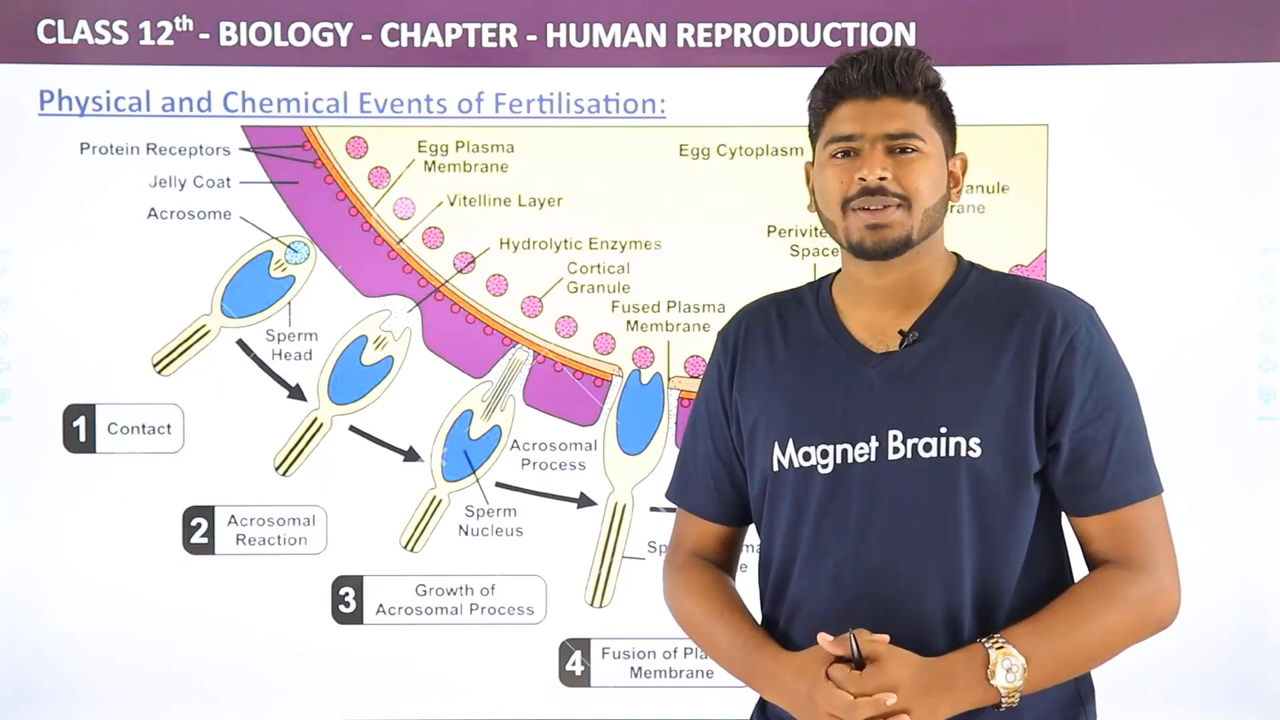 CLASS 12th - BIOLOGY - CHAPTER - HUMAN REPRODUCTION
Physical and Chemical Events of Fertilisation:
Protein Receptors
Jelly Coat
Acrosome
Egg Plasma
Membrane
Vitelline Layer
Hydrolytic Enzymes
Cortical
Granule
Fused Plasma
Membrane
Egg Cytoplasm
Space
Sperm
Head
1 Contact
2 Acrosomal
Reaction
Sperm
Nucleus
Acrosomal
Process
3 Growth of
Acrosomal Process
4 Fusion of
Membrane
Magnet Brains